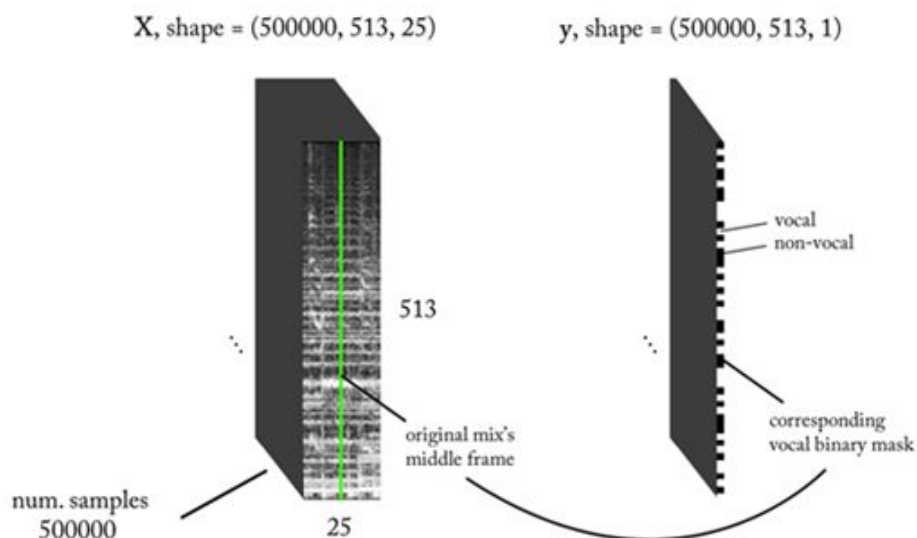 X, shape = (500000, 513, 25)
y, shape = (500000, 513, 1)
vocal
non-vocal
513
original mix's
middle frame
corresponding
vocal binary mask
num. samples
500000
25